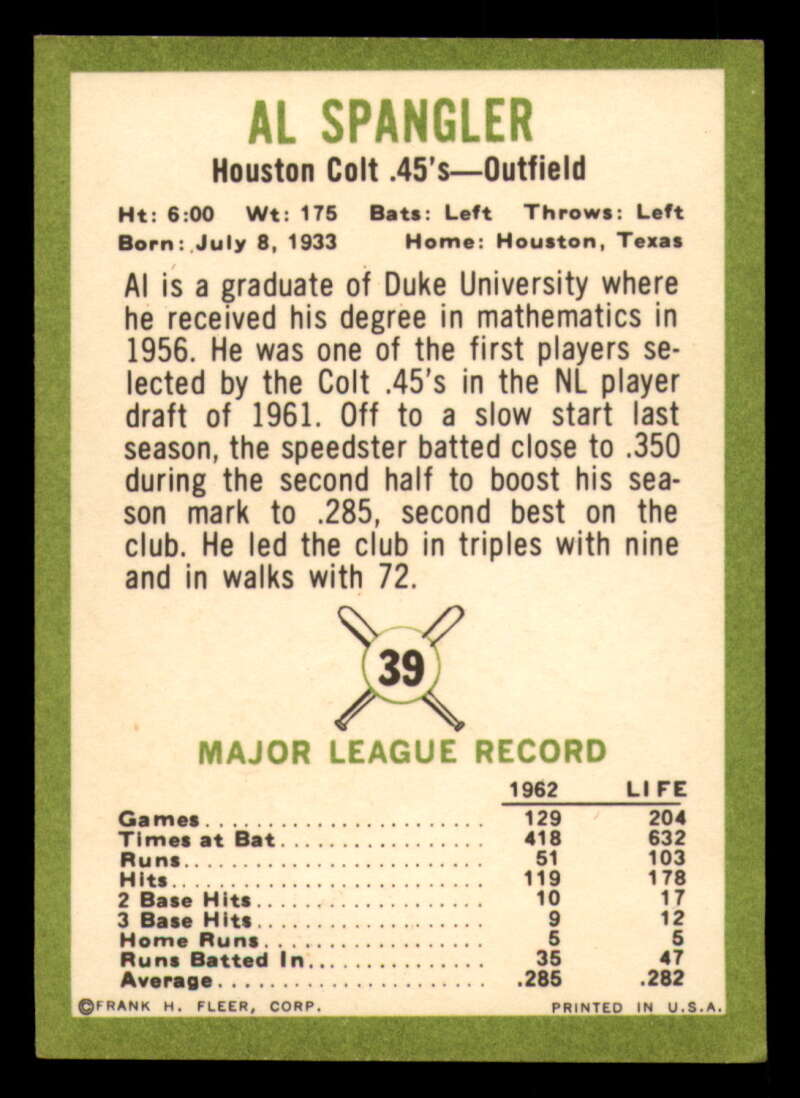 AL SPANGLER
Houston Colt .45's—Outfield
Ht: 6:00 Wt: 175 Bats: Left Throws: Left
Born: July 8, 1933 Home: Houston, Texas
Al is a graduate of Duke University where
he received his degree in mathematics in
1956. He was one of the first players se-
lected by the Colt .45's in the NL player
draft of 1961. Off to a slow start last
season, the speedster batted close to .350
during the second half to boost his sea-
son mark to .285, second best on the
club. He led the club in triples with nine
and in walks with 72.
39
MAJOR LEAGUE RECORD
1962 LIFE
Games........................ 129 204
Times at Bat.................. 418 632
Runs.......................... 51 103
Hits........................... 119 178
2 Base Hits.................... 10 17
3 Base Hits.................... 9 12
Home Runs.................... 5 5
Runs Batted In............... 35 47
Average....................... .285 .282
©FRANK H. FLEER, CORP. PRINTED IN U.S.A.